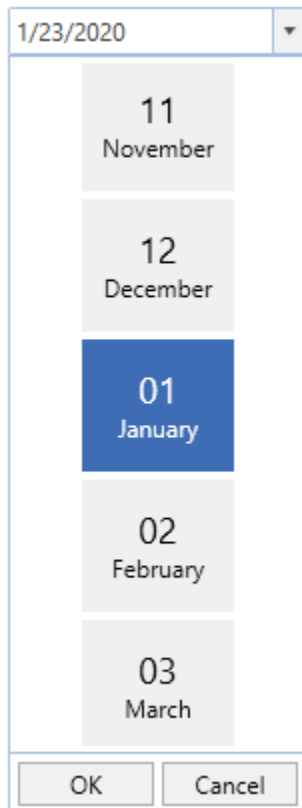 1/23/2020
11
November
12
December
01
January
02
February
03
March
OK Cancel